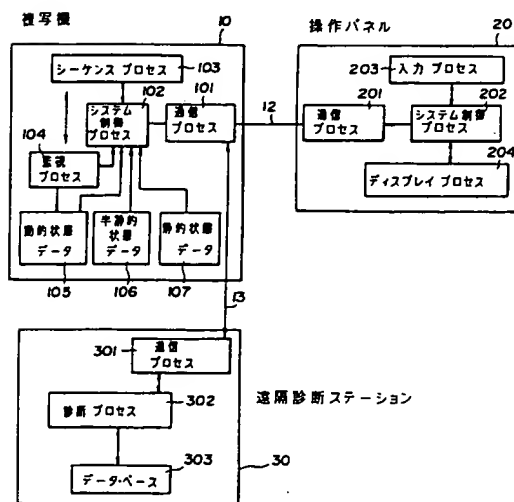 複写機
10
シーケンス プロセス
103
102
システム
制御
プロセス
101
通信
プロセス
104
監視
プロセス
動的状態
データ
105
半静的
状態
データ
106
静的状態
データ
107
12
13
操作パネル
20
203
入力 プロセス
201
通信
プロセス
202
システム制御
プロセス
204
ディスプレイ プロセス
遠隔診断ステーション
301
通信
プロセス
診断 プロセス
302
データ・ベース
303
30